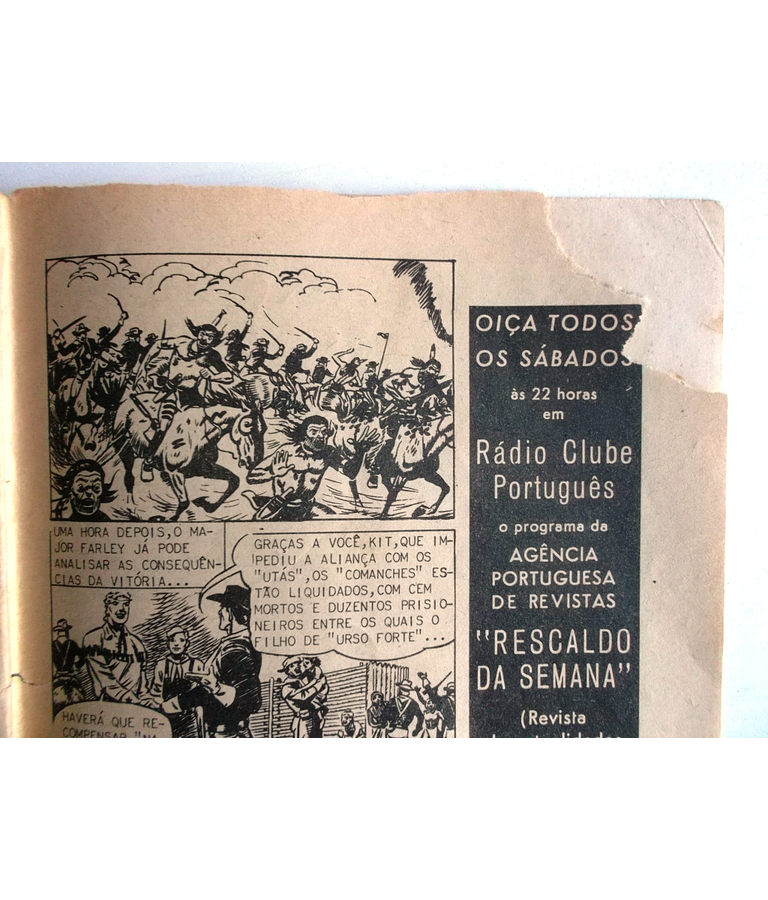 UMA HORA DEPOIS,O MA-
JOR FARLEY JÁ PODE
ANALISAR AS CONSEQUÊN-
CIAS DA VITÓRIA...
GRAÇAS A VOCÊ,KIT,QUE IM-
PEDIU A ALIANÇA COM OS
"UTÁS",OS "COMANCHES" ES-
TÃO LIQUIDADOS,COM CEM
MORTOS E DUZENTOS PRISIO-
NEIROS ENTRE OS QUAIS O
FILHO DE "URSO FORTE"...
HAVERÁ QUE RE-
COMPENSAR
OIÇA TODOS
OS SÁBADOS
às 22 horas
em
Rádio Clube
Português
o programa da
AGÊNCIA
PORTUGUESA
DE REVISTAS
"RESCALDO
DA SEMANA"
(Revista